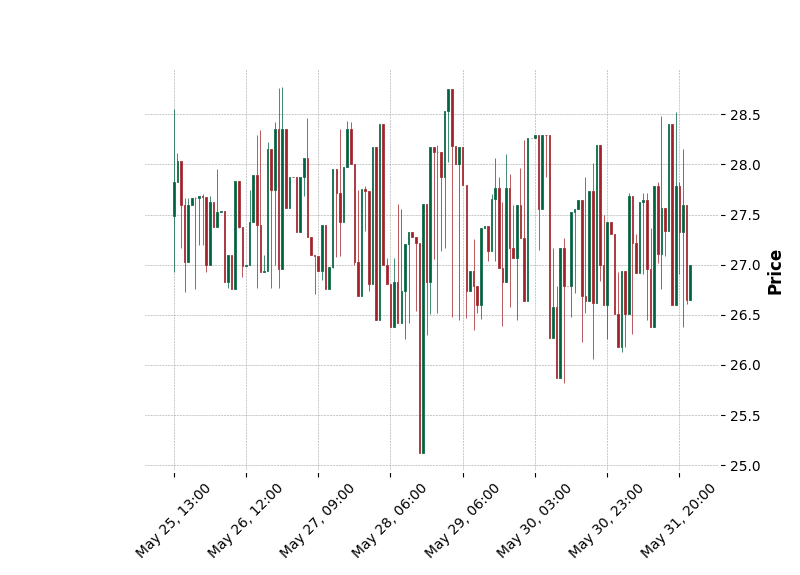 28.5
28.0
27.5
27.0
26.5
26.0
25.5
25.0
Price
May 25, 13:00
May 26, 12:00
May 27, 09:00
May 28, 06:00
May 29, 06:00
May 30, 03:00
May 30, 23:00
May 31, 20:00